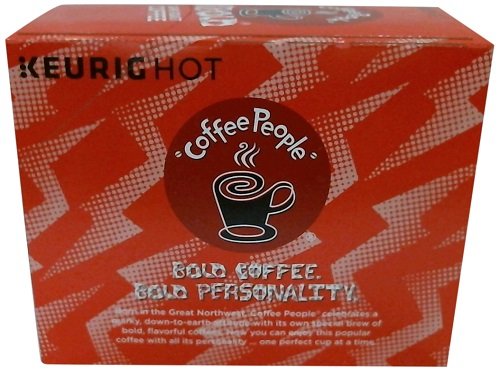 KEURIG HOT
"Coffee People"
BOLD COFFEE.
BOLD PERSONALITY.
Born in the Great Northwest, Coffee People® celebrates a
quirky, down-to-earth attitude with its own special brew of
bold, flavorful coffees. Now you can enjoy this popular
coffee with all its personality ... one perfect cup at a time.